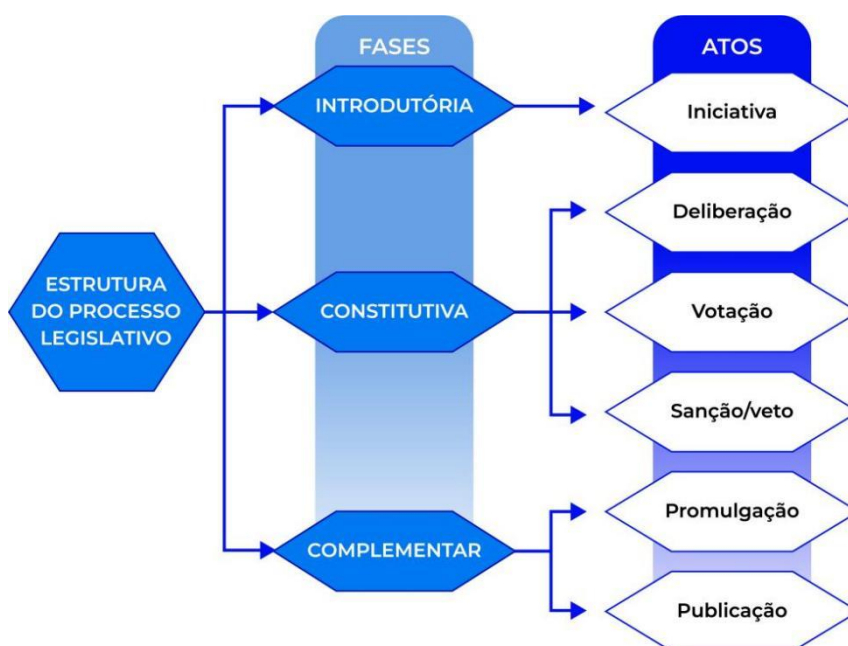 FASES
ATOS
INTRODUTÓRIA
Iniciativa
Deliberação
ESTRUTURA
DO PROCESSO
LEGISLATIVO
CONSTITUTIVA
Votação
Sanção/veto
Promulgação
COMPLEMENTAR
Publicação